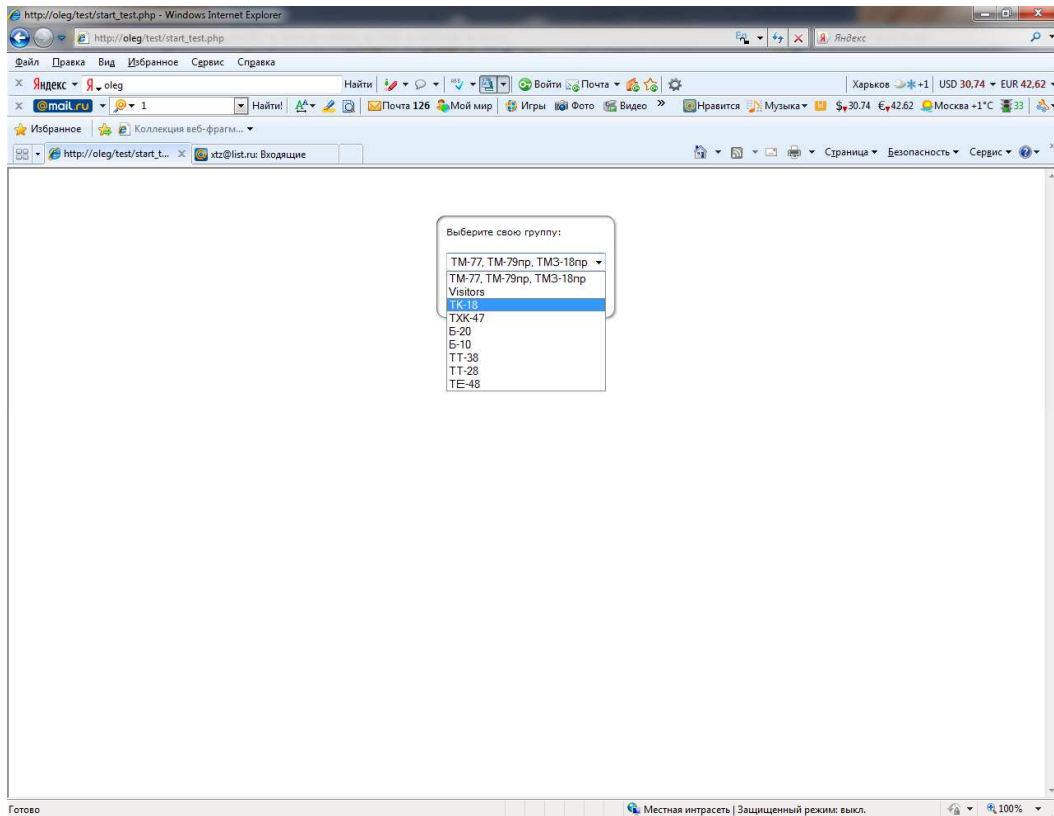 http://oleg/test/start_test.php - Windows Internet Explorer
http://oleg/test/start_test.php
Яндекс
Файл Правка Вид Избранное Сервис Справка
Яндекс Я oleg Найти Войти Почта Харьков +1 USD 30,74 EUR 42,62
@mail.ru 1 Найти! Почта 126 Мой мир Игры Фото Видео » Нравится Музыка $ 30.74 € 42.62 Москва +1°C 33
Избранное Коллекция веб-фрагм...
http://oleg/test/start_t... xtz@list.ru: Входящие Страница Безопасность Сервис
Выберите свою группу:
ТМ-77, ТМ-79пр, ТМЗ-18пр
ТМ-77, ТМ-79пр, ТМЗ-18пр
Visitors
ТК-18
ТХК-47
Б-20
Б-10
ТТ-38
ТТ-28
ТЕ-48
Готово Местная интрасеть | Защищенный режим: выкл. 100%